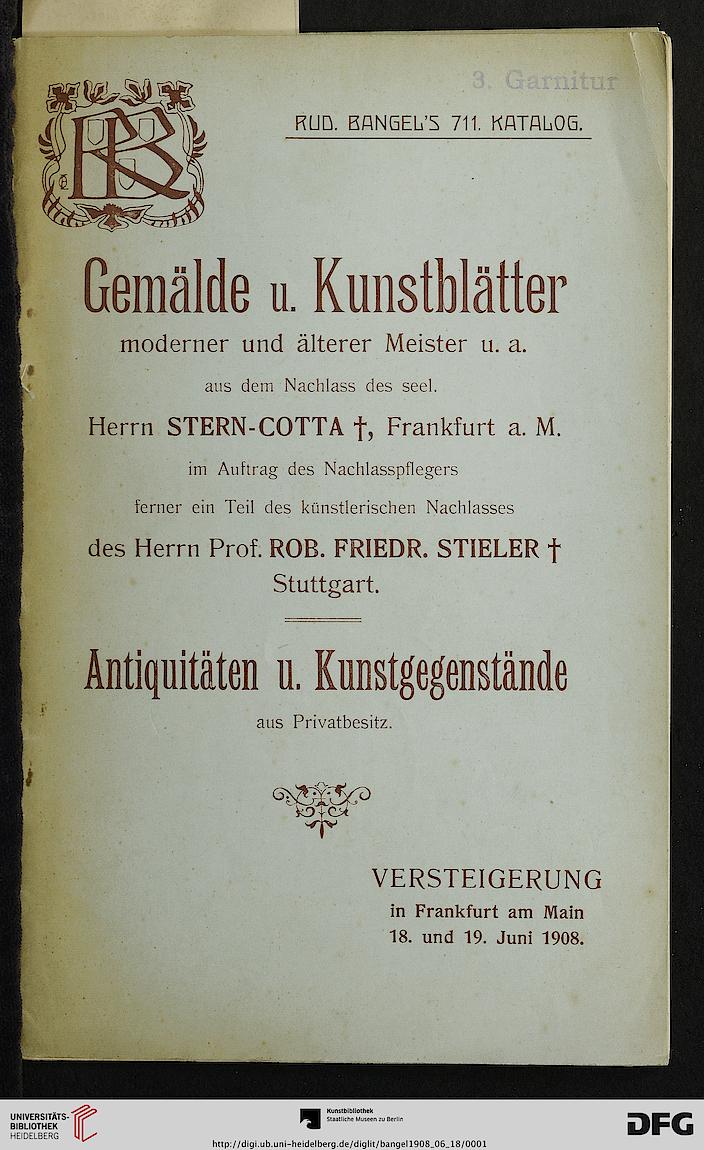 3. Garnitur
RUD. BANGEL'S 711. KATALOG.
RB
Gemälde u. Kunstblätter
moderner und älterer Meister u. a.
aus dem Nachlass des seel.
Herrn STERN-COTTA †, Frankfurt a. M.
im Auftrag des Nachlasspflegers
ferner ein Teil des künstlerischen Nachlasses
des Herrn Prof. ROB. FRIEDR. STIELER †
Stuttgart.
Antiquitäten u. Kunstgegenstände
aus Privatbesitz.
VERSTEIGERUNG
in Frankfurt am Main
18. und 19. Juni 1908.
UNIVERSITÄTS-
BIBLIOTHEK
HEIDELBERG
Kunstbibliothek
Staatliche Museen zu Berlin
http://digi.ub.uni-heidelberg.de/diglit/bangel1908_06_18/0001
DFG